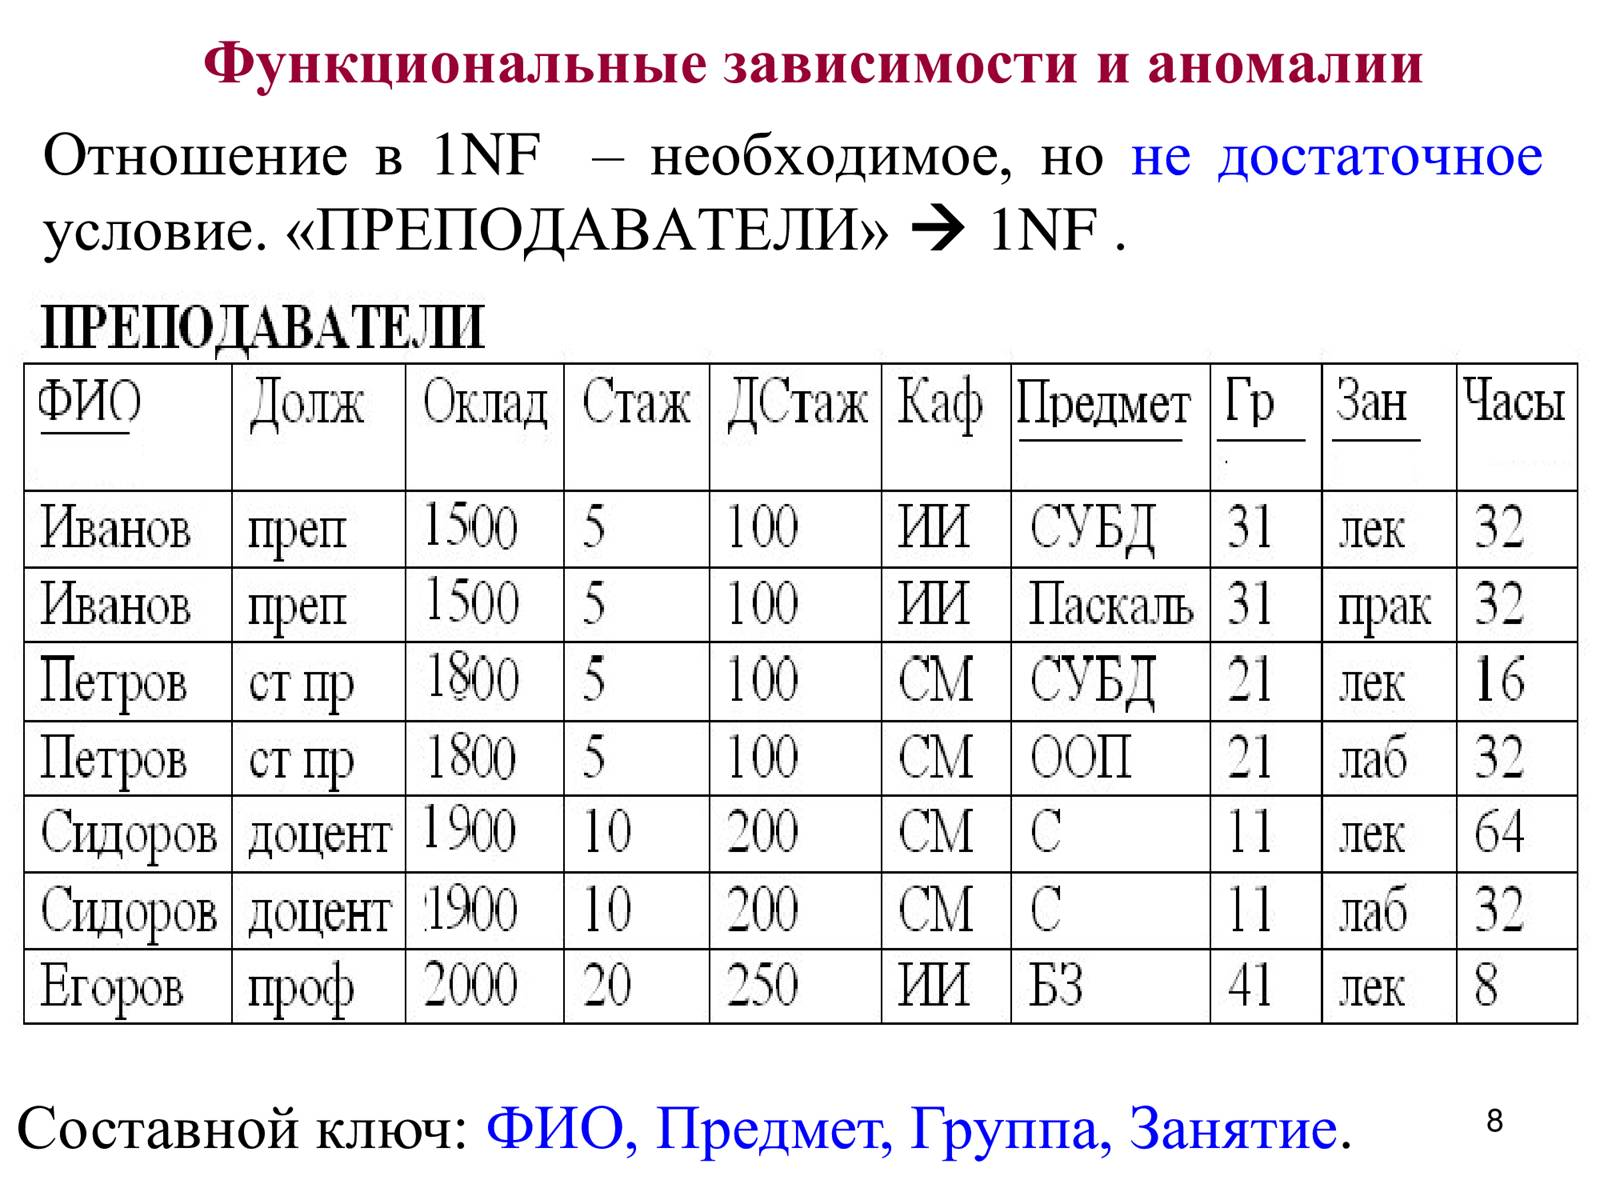 Функциональные зависимости и аномалии
Отношение в 1NF – необходимое, но не достаточное
условие. «ПРЕПОДАВАТЕЛИ» → 1NF .
ПРЕПОДАВАТЕЛИ
ФИО Долж Оклад Стаж ДСтаж Каф Предмет Гр. Зан Часы
Иванов преп 1500 5 100 ИИ СУБД 31 лек 32
Иванов преп 1500 5 100 ИИ Паскаль 31 прак 32
Петров ст пр 1800 5 100 СМ СУБД 21 лек 16
Петров ст пр 1800 5 100 СМ ООП 21 лаб 32
Сидоров доцент 1900 10 200 СМ С 11 лек 64
Сидоров доцент 1900 10 200 СМ С 11 лаб 32
Егоров проф 2000 20 250 ИИ БЗ 41 лек 8
Составной ключ: ФИО, Предмет, Группа, Занятие.
8